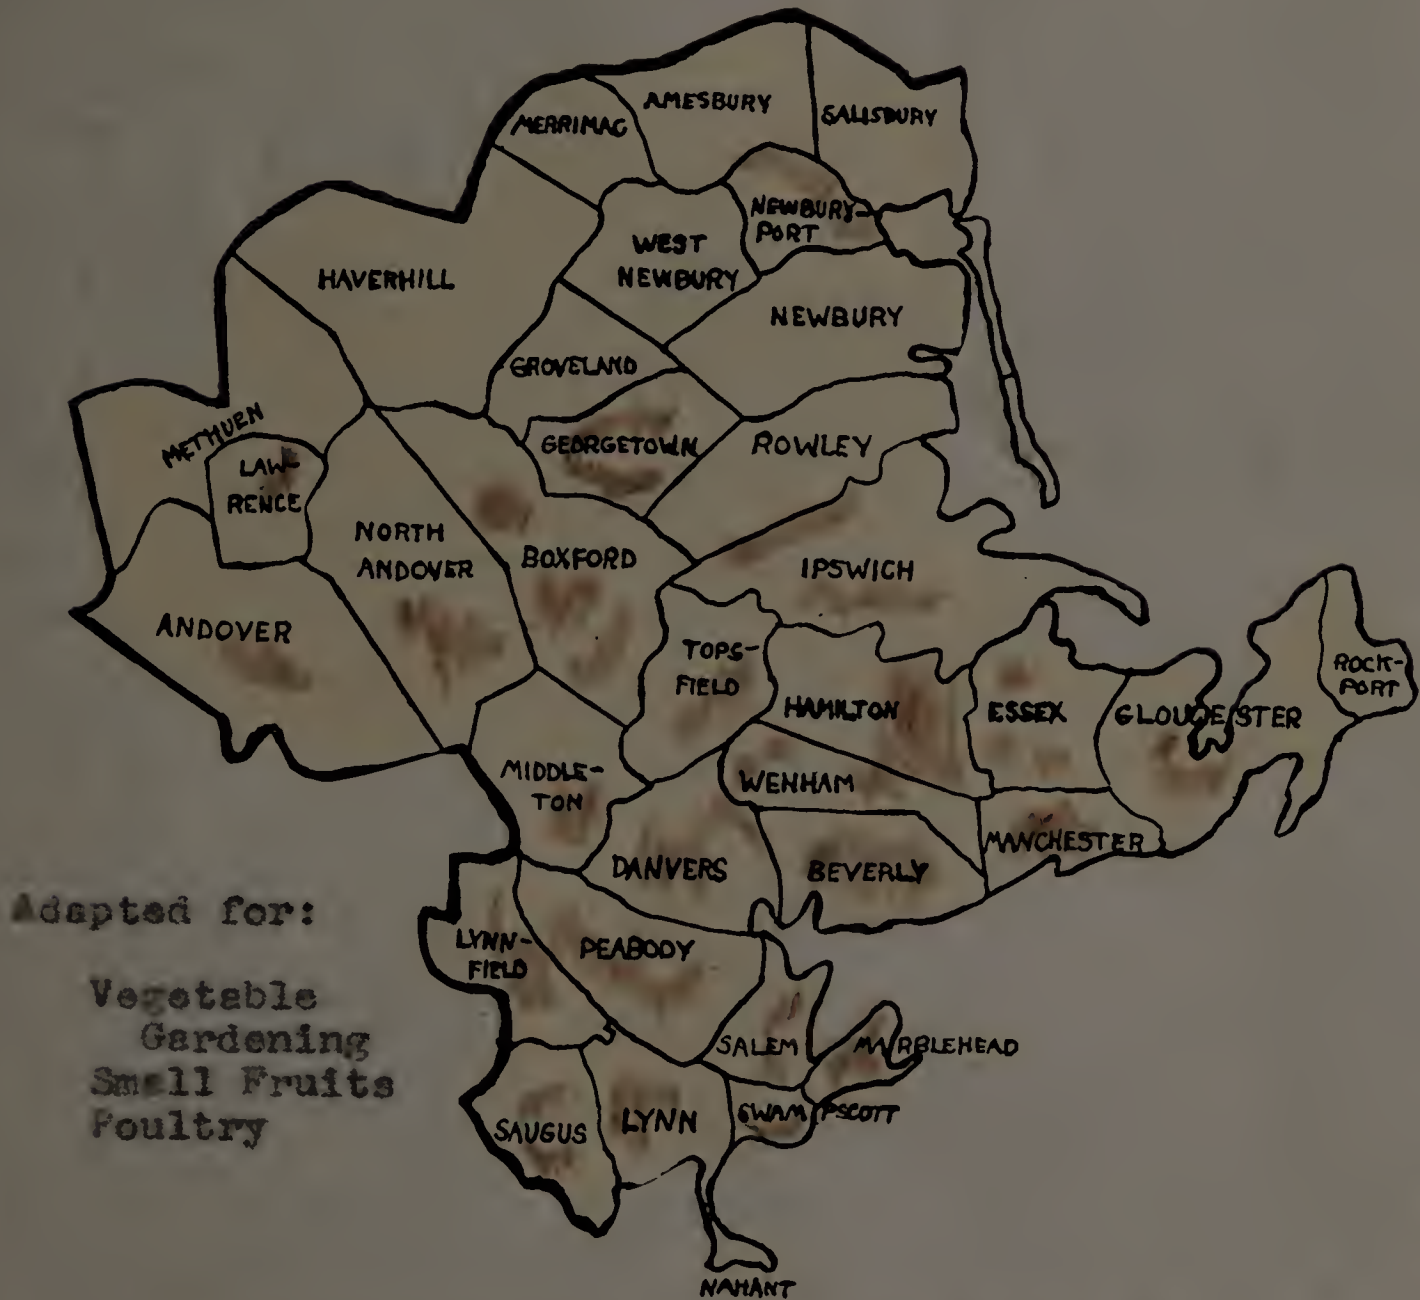 AMESBURY
SALISBURY
MERRIMAC
NEWBURY-
PORT
WEST
NEWBURY
HAVERHILL
NEWBURY
GROVELAND
METHUEN
GEORGETOWN
ROWLEY
LAW-
RENCE
NORTH
ANDOVER
BOXFORD
IPSWICH
ANDOVER
TOPS-
FIELD
ROCK-
PORT
HAMILTON
ESSEX
GLOUCESTER
MIDDLE-
TON
WENHAM
MANCHESTER
DANVERS
BEVERLY
Adapted for:
LYNN-
FIELD
PEABODY
Vegetable
Gardening
Small Fruits
Poultry
SALEM
MARBLEHEAD
SAUGUS
LYNN
SWAMPSCOTT
NAHANT